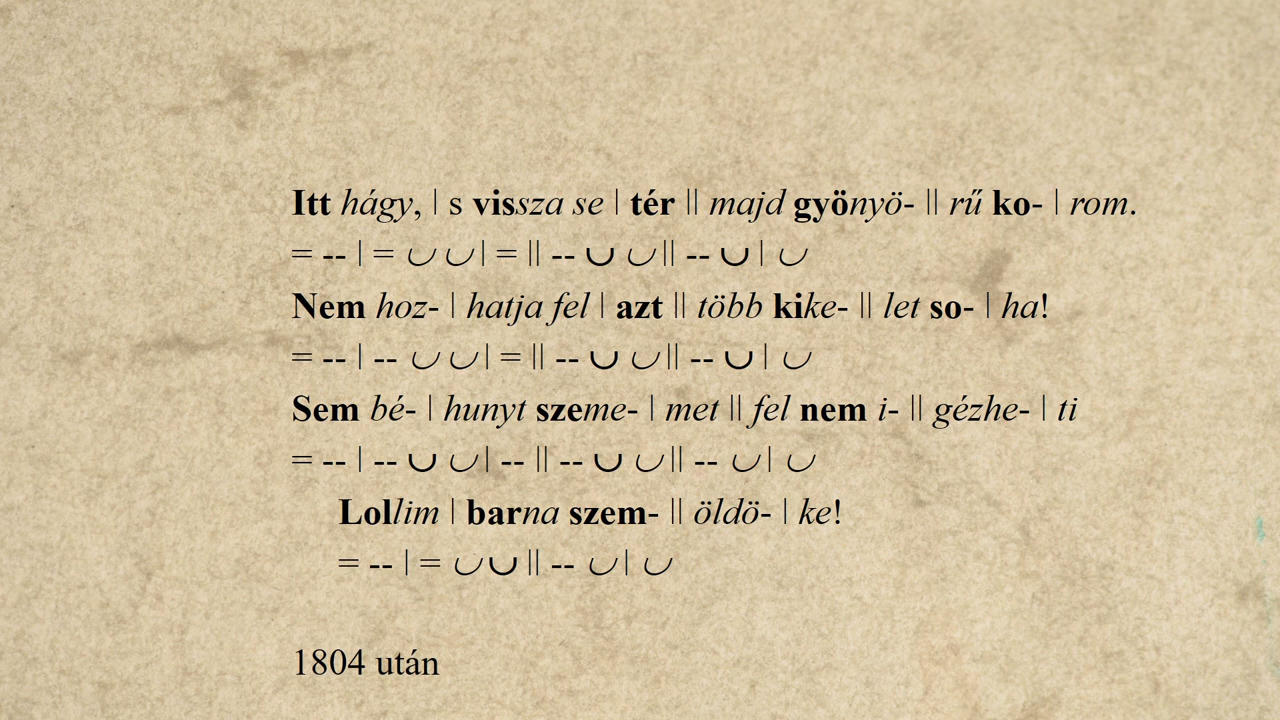 Itt hágy, | s vissza se | tér || majd gyönyö- || rű ko- | rom.
= -- | = ∪ ∪ | = || -- ∪ ∪ || -- ∪ | ∪
Nem hoz- | hatja fel | azt || több kike- || let so- | ha!
= -- | -- ∪ ∪ | = || -- ∪ ∪ || -- ∪ | ∪
Sem bé- | hunyt szeme- | met || fel nem i- || gézhe- | ti
= -- | -- ∪ ∪ | -- || -- ∪ ∪ || -- ∪ | ∪
Lollim | barna szem- || öldö- | ke!
= -- | = ∪ ∪ || -- ∪ | ∪
1804 után